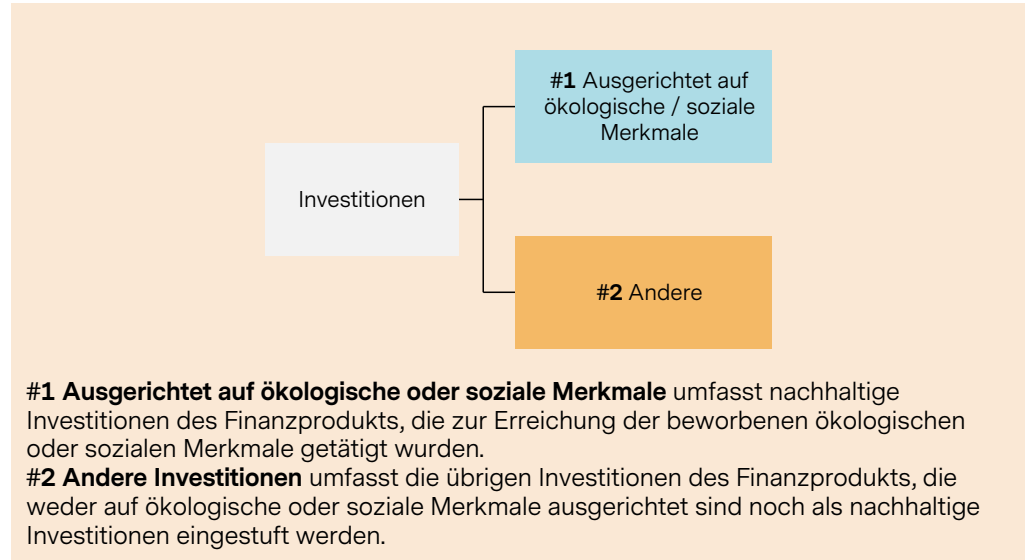 #1 Ausgerichtet auf
ökologische / soziale
Merkmale
Investitionen
#2 Andere
#1 Ausgerichtet auf ökologische oder soziale Merkmale umfasst nachhaltige
Investitionen des Finanzprodukts, die zur Erreichung der beworbenen ökologischen
oder sozialen Merkmale getätigt wurden.
#2 Andere Investitionen umfasst die übrigen Investitionen des Finanzprodukts, die
weder auf ökologische oder soziale Merkmale ausgerichtet sind noch als nachhaltige
Investitionen eingestuft werden.